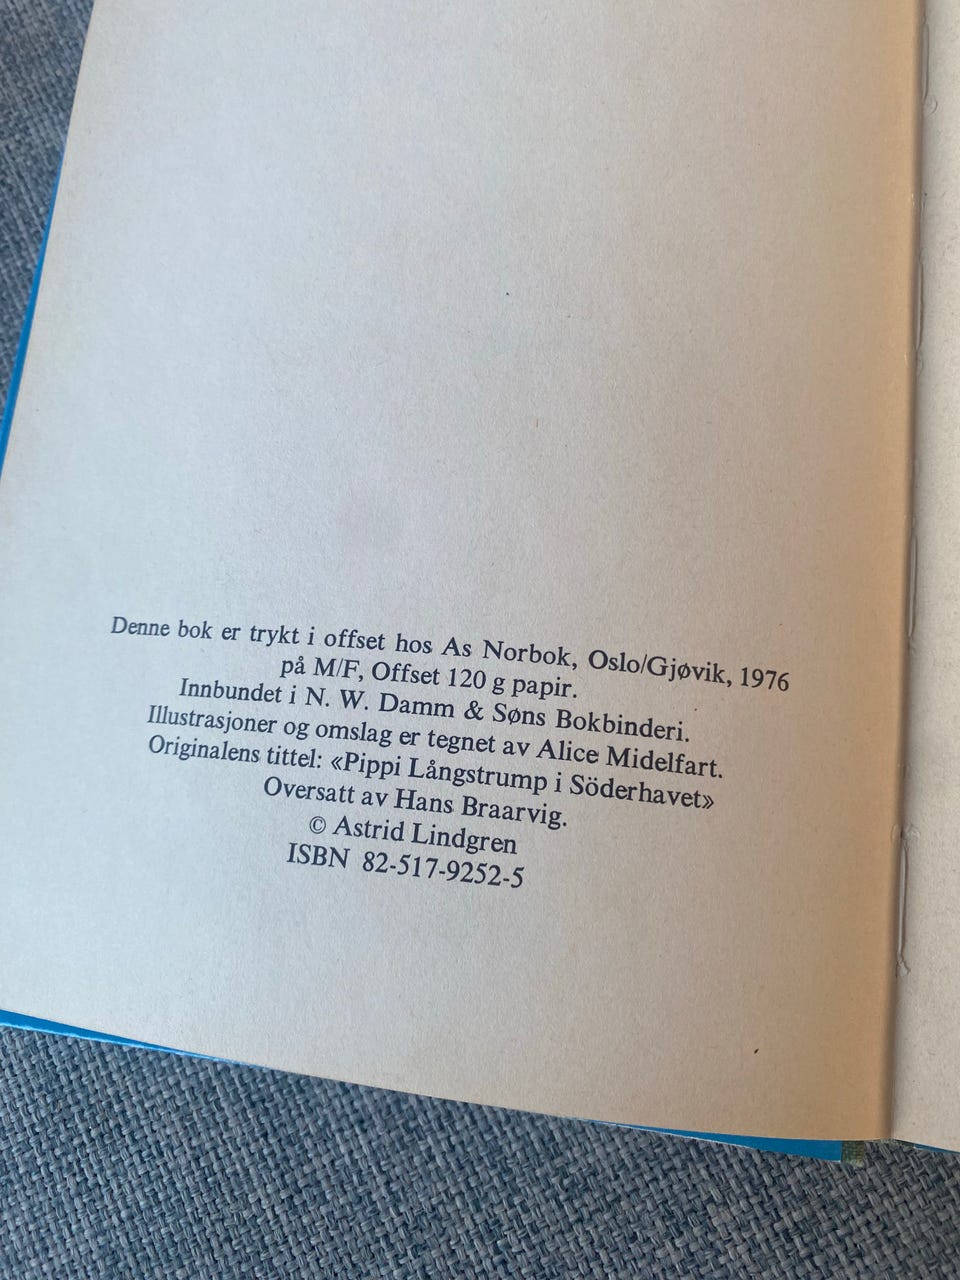 Denne bok er trykt i offset hos As Norbok, Oslo/Gjøvik, 1976
på M/F, Offset 120 g papir.
Innbundet i N. W. Damm & Søns Bokbinderi.
Illustrasjoner og omslag er tegnet av Alice Midelfart.
Originalens tittel: «Pippi Långstrump i Söderhavet»
Oversatt av Hans Braarvig.
© Astrid Lindgren
ISBN 82-517-9252-5